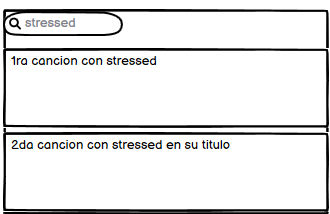 stressed
1ra cancion con stressed
2da cancion con stressed en su titulo